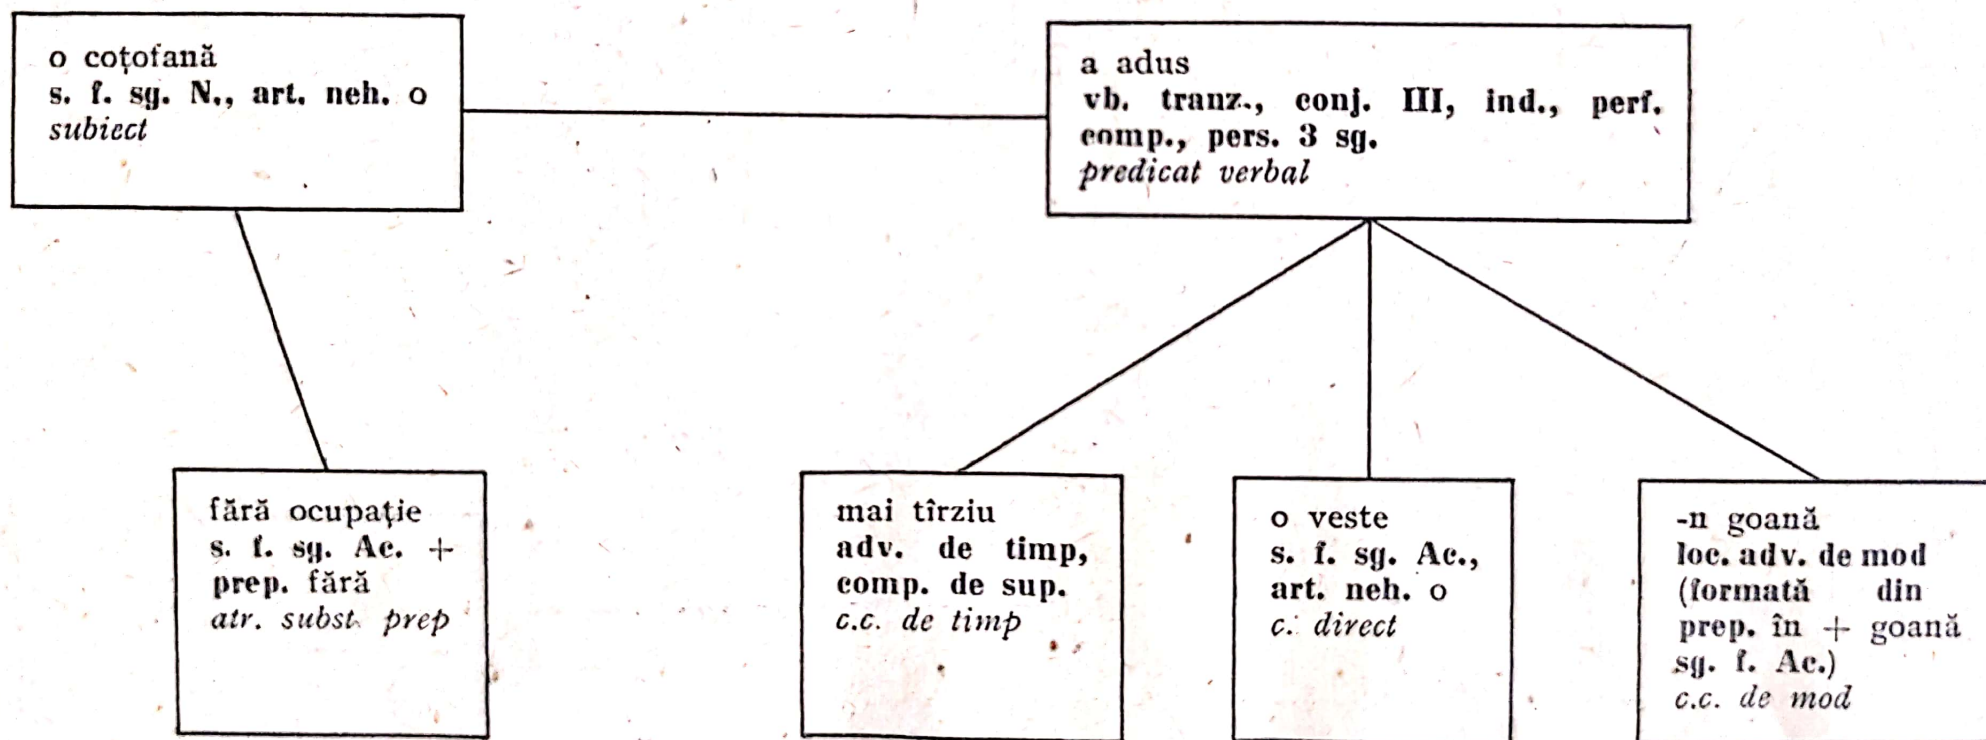 o coțofană
s. f. sg. N., art. neh. o
subiect
a adus
vb. tranz., conj. III, ind., perf.
comp., pers. 3 sg.
predicat verbal
fără ocupație
s. f. sg. Ac. +
prep. fără
atr. subst. prep
mai tîrziu
adv. de timp,
comp. de sup.
c.c. de timp
o veste
s. f. sg. Ac.,
art. neh. o
c. direct
-n goană
loc. adv. de mod
(formată din
prep. în + goană
sg. f. Ac.)
c.c. de mod